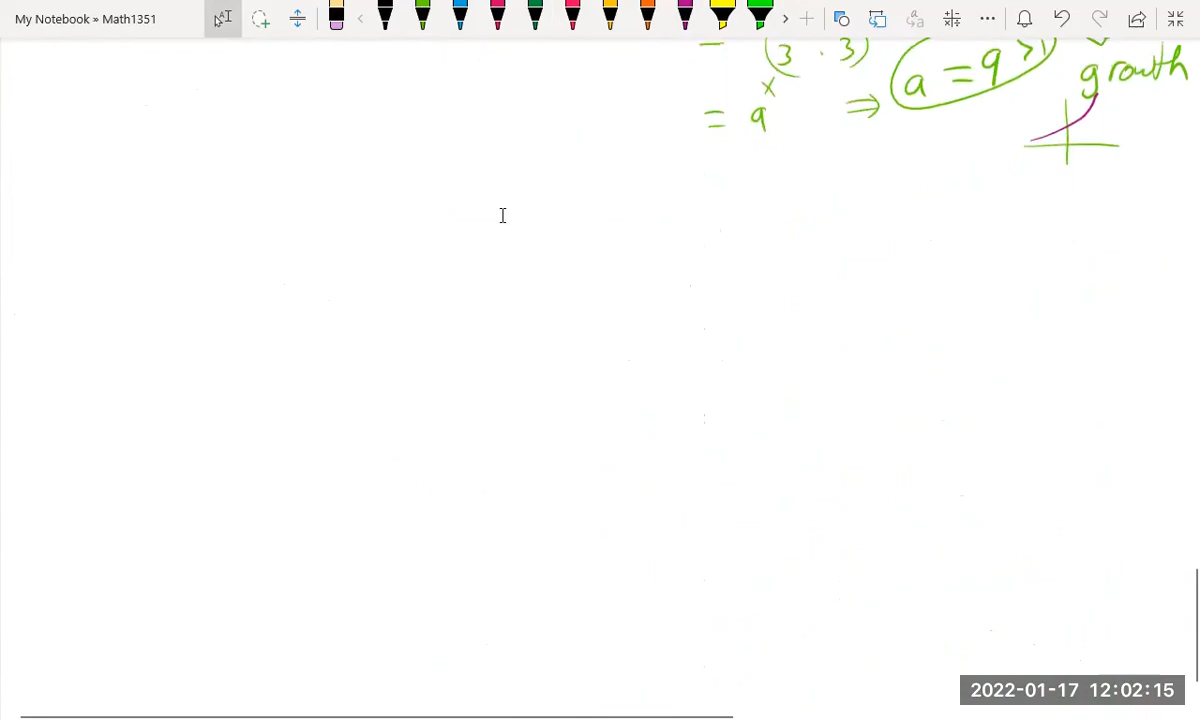 My Notebook » Math1351
= (3 · 3) a = 9 > 1 growth
= 9^x ⇒
2022-01-17 12:02:15